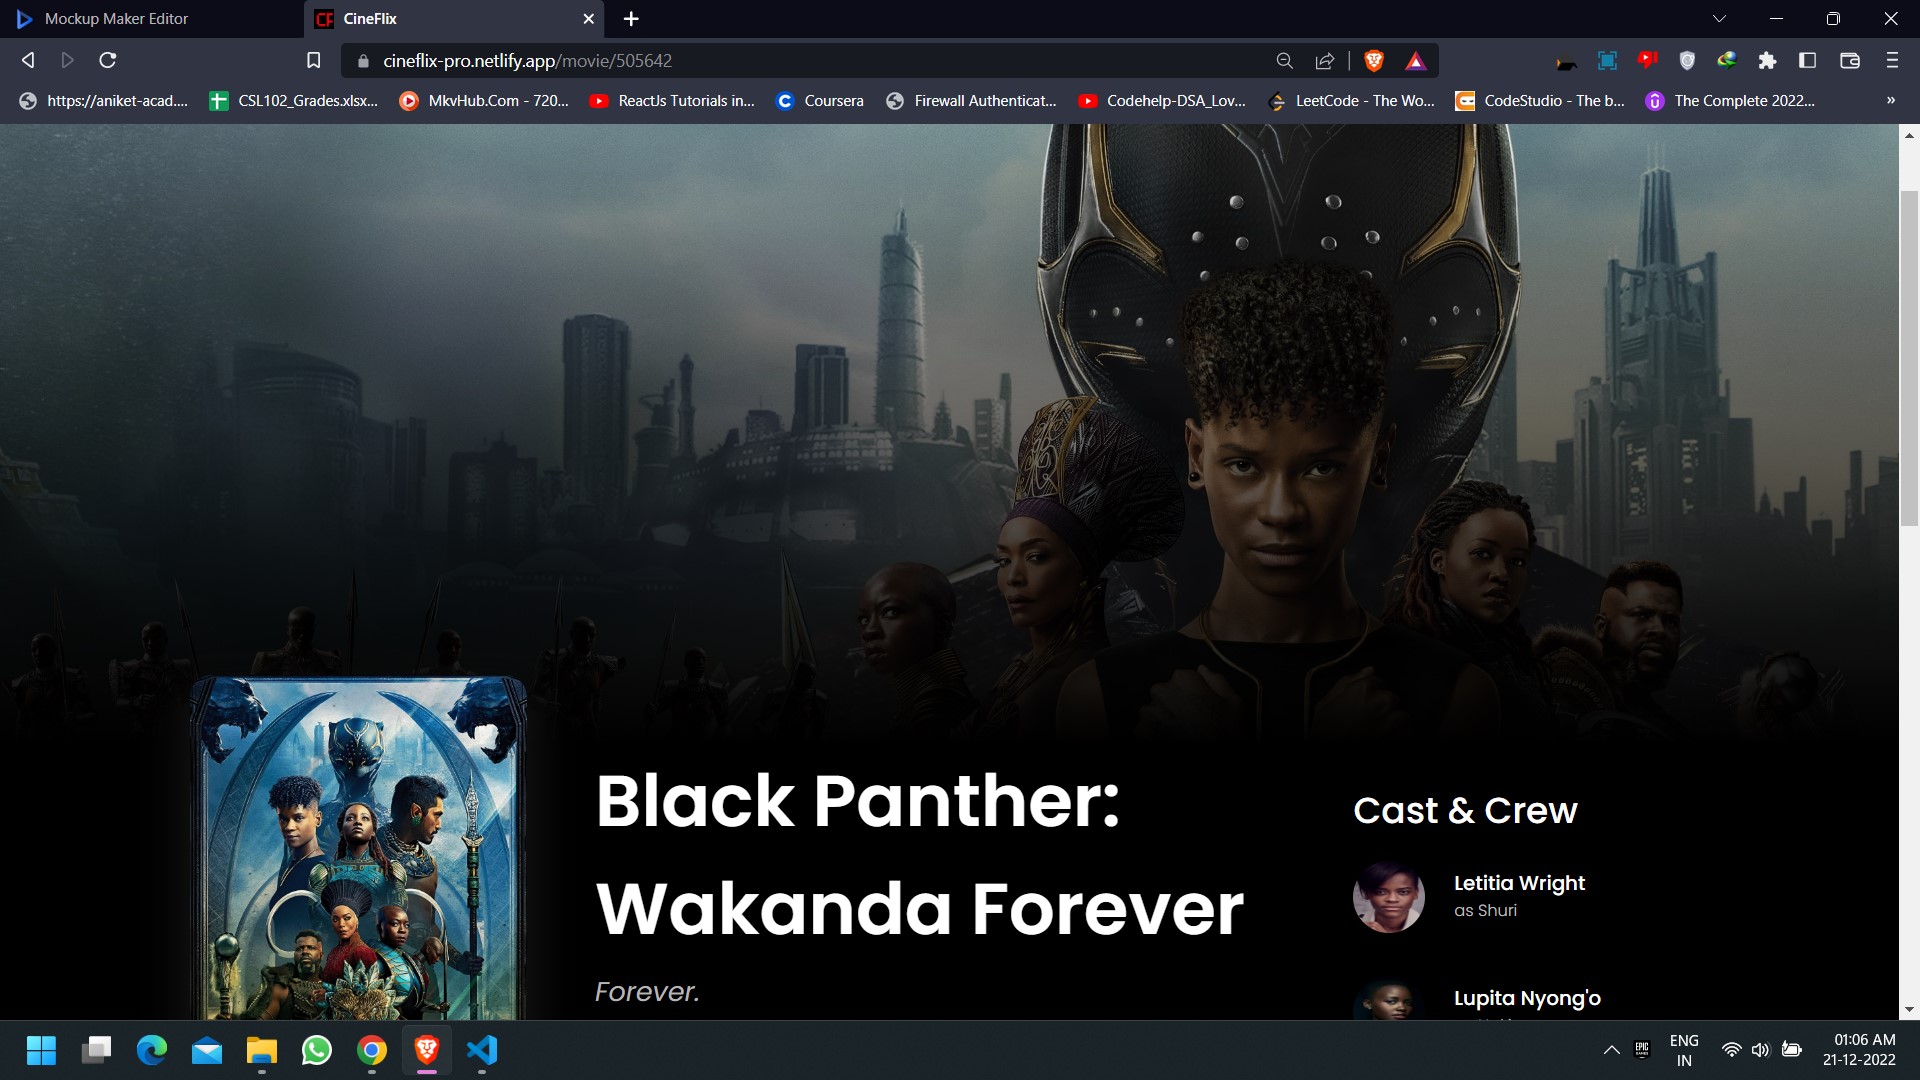 Mockup Maker Editor
CineFlix
cineflix-pro.netlify.app/movie/505642
https://aniket-acad....
CSL102_Grades.xlsx...
MkvHub.Com - 720...
ReactJs Tutorials in...
Coursera
Firewall Authenticat...
Codehelp-DSA_Lov...
LeetCode - The Wo...
CodeStudio - The b...
The Complete 2022...
»
Black Panther:
Wakanda Forever
Forever.
Cast & Crew
Letitia Wright
as Shuri
Lupita Nyong'o
ENG
IN
01:06 AM
21-12-2022